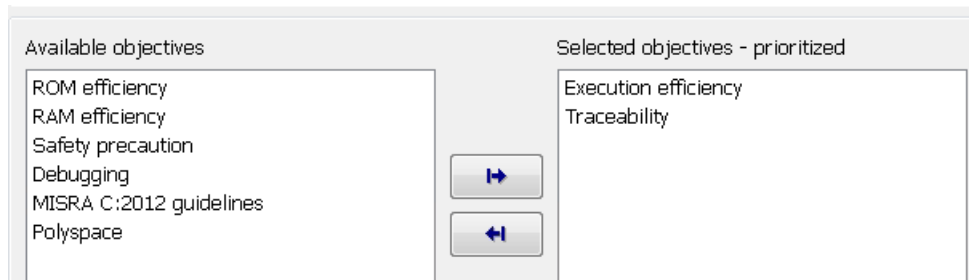 Available objectives
ROM efficiency
RAM efficiency
Safety precaution
Debugging
MISRA C:2012 guidelines
Polyspace
Selected objectives - prioritized
Execution efficiency
Traceability